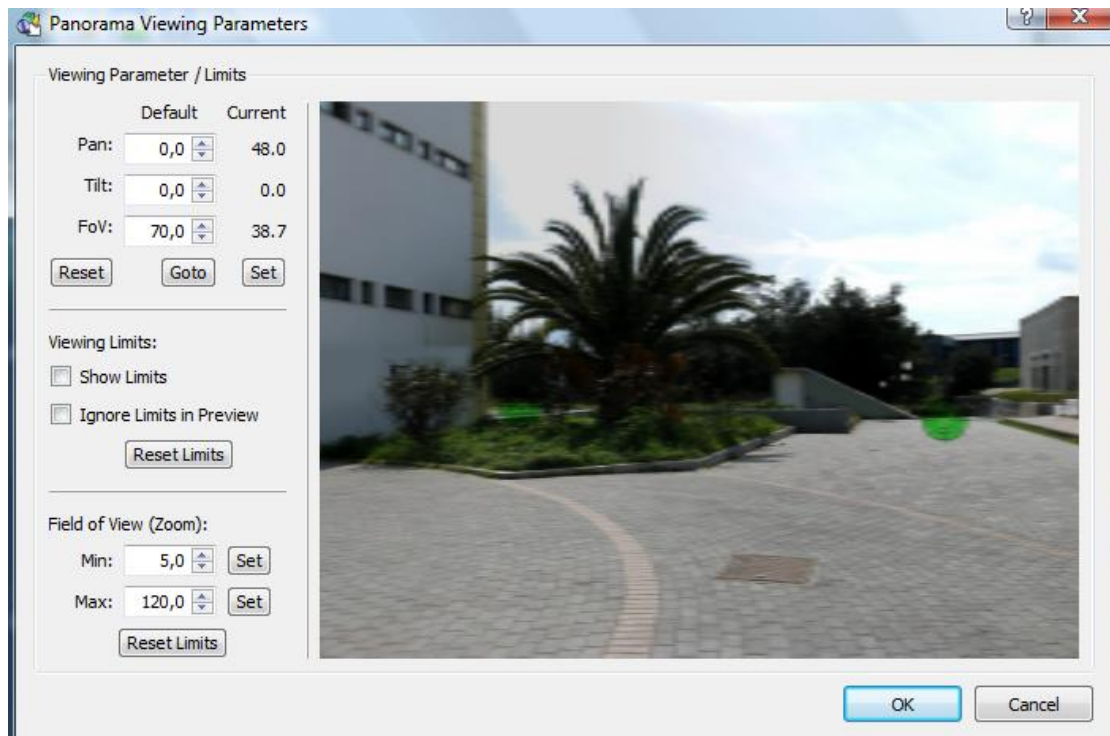 Panorama Viewing Parameters
Viewing Parameter / Limits
Default Current
Pan: 0,0 48.0
Tilt: 0,0 0.0
FoV: 70,0 38.7
Reset Goto Set
Viewing Limits:
Show Limits
Ignore Limits in Preview
Reset Limits
Field of View (Zoom):
Min: 5,0 Set
Max: 120,0 Set
Reset Limits
OK Cancel